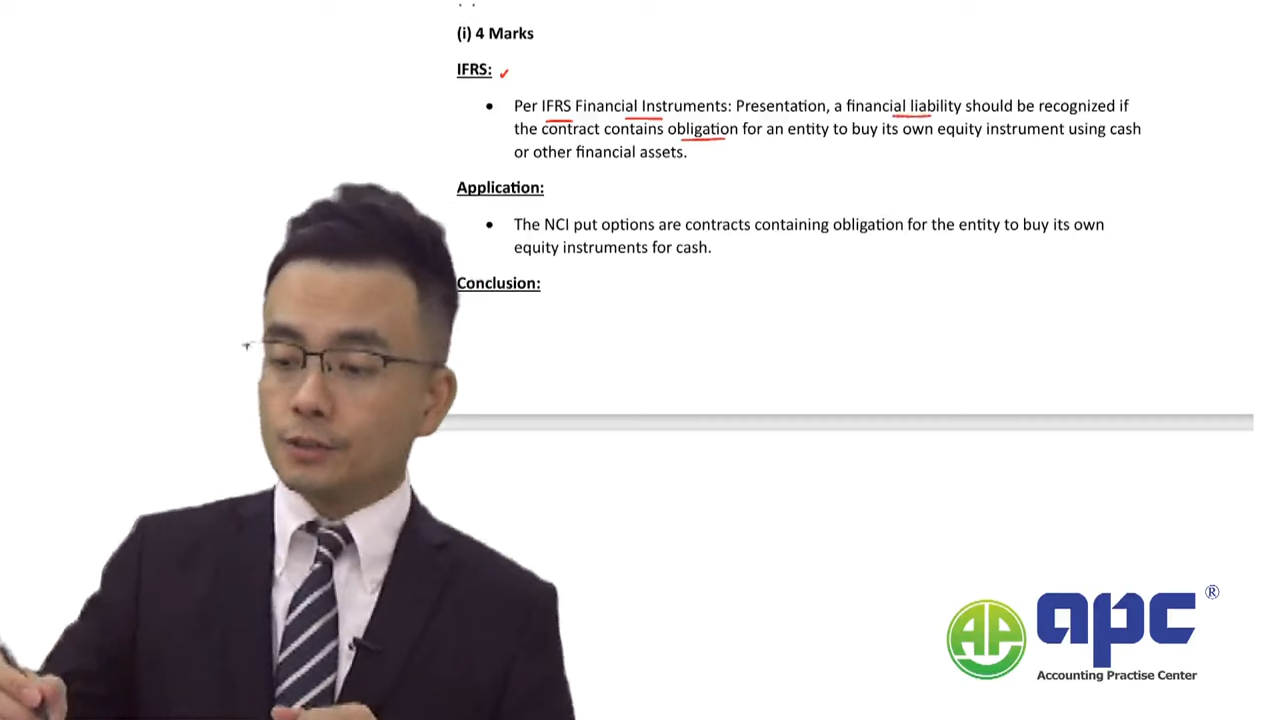 (i) 4 Marks
IFRS:
• Per IFRS Financial Instruments: Presentation, a financial liability should be recognized if
the contract contains obligation for an entity to buy its own equity instrument using cash
or other financial assets.
Application:
• The NCI put options are contracts containing obligation for the entity to buy its own
equity instruments for cash.
Conclusion:
AP apc ®
Accounting Practise Center